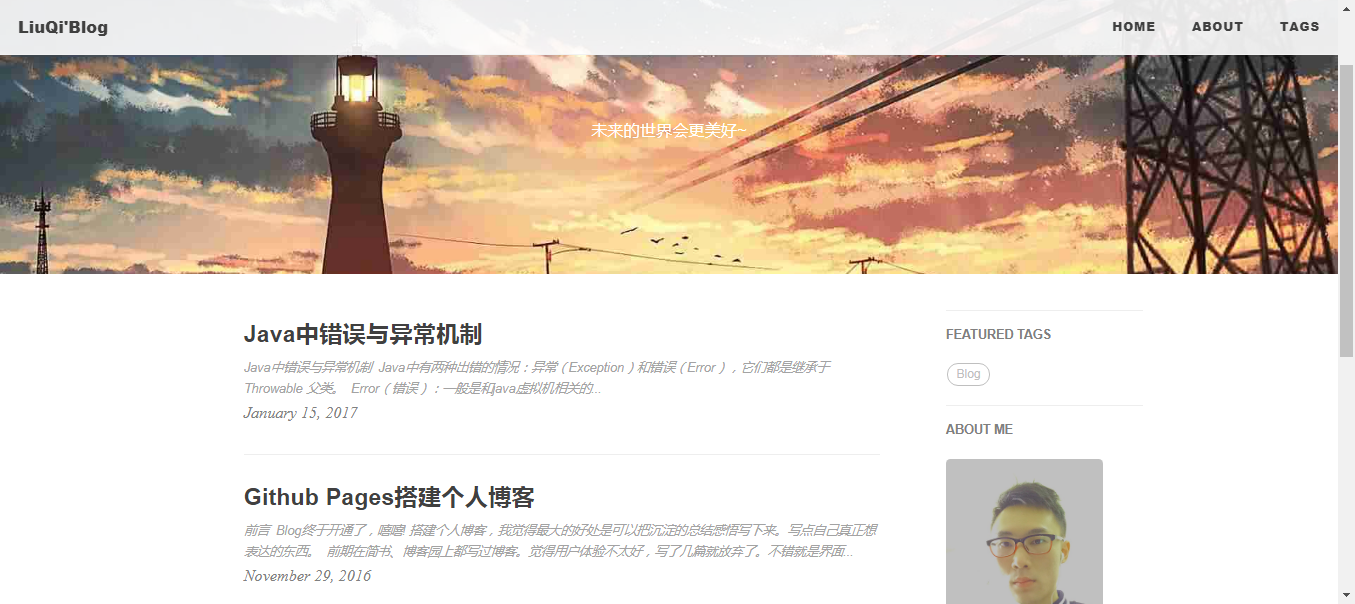 LiuQi'Blog
HOME ABOUT TAGS
未来的世界会更美好~
Java中错误与异常机制
Java中错误与异常机制 Java中有两种出错的情况：异常（Exception）和错误（Error），它们都是继承于
Throwable 父类。 Error（错误）：一般是和java虚拟机相关的...
January 15, 2017
Github Pages搭建个人博客
前言 Blog终于开通了，嘻嘻! 搭建个人博客，我觉得最大的好处是可以把沉淀的总结感悟写下来。写点自己真正想
表达的东西。 前期在简书、博客园上都写过博客。觉得用户体验不太好，写了几篇就放弃了。不错就是界面...
November 29, 2016
FEATURED TAGS
Blog
ABOUT ME